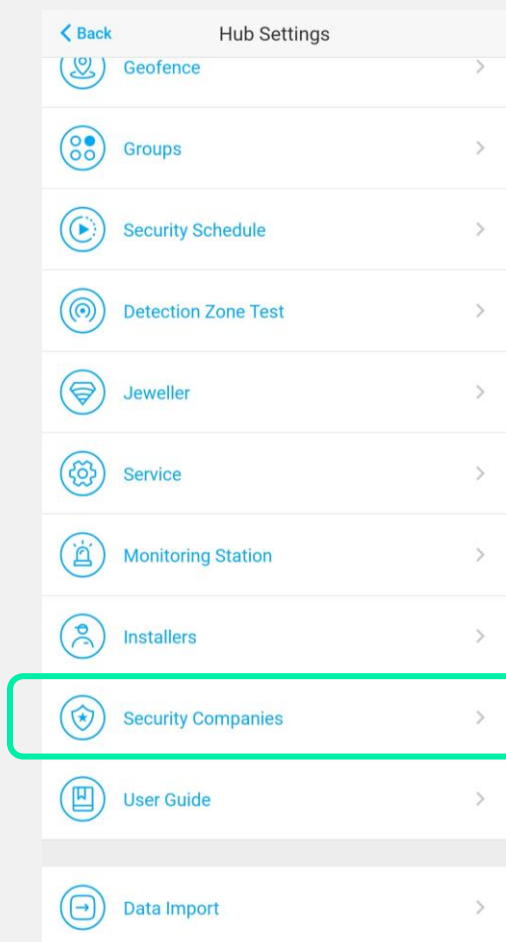 Back
Hub Settings
Geofence
Groups
Security Schedule
Detection Zone Test
Jeweller
Service
Monitoring Station
Installers
Security Companies
User Guide
Data Import